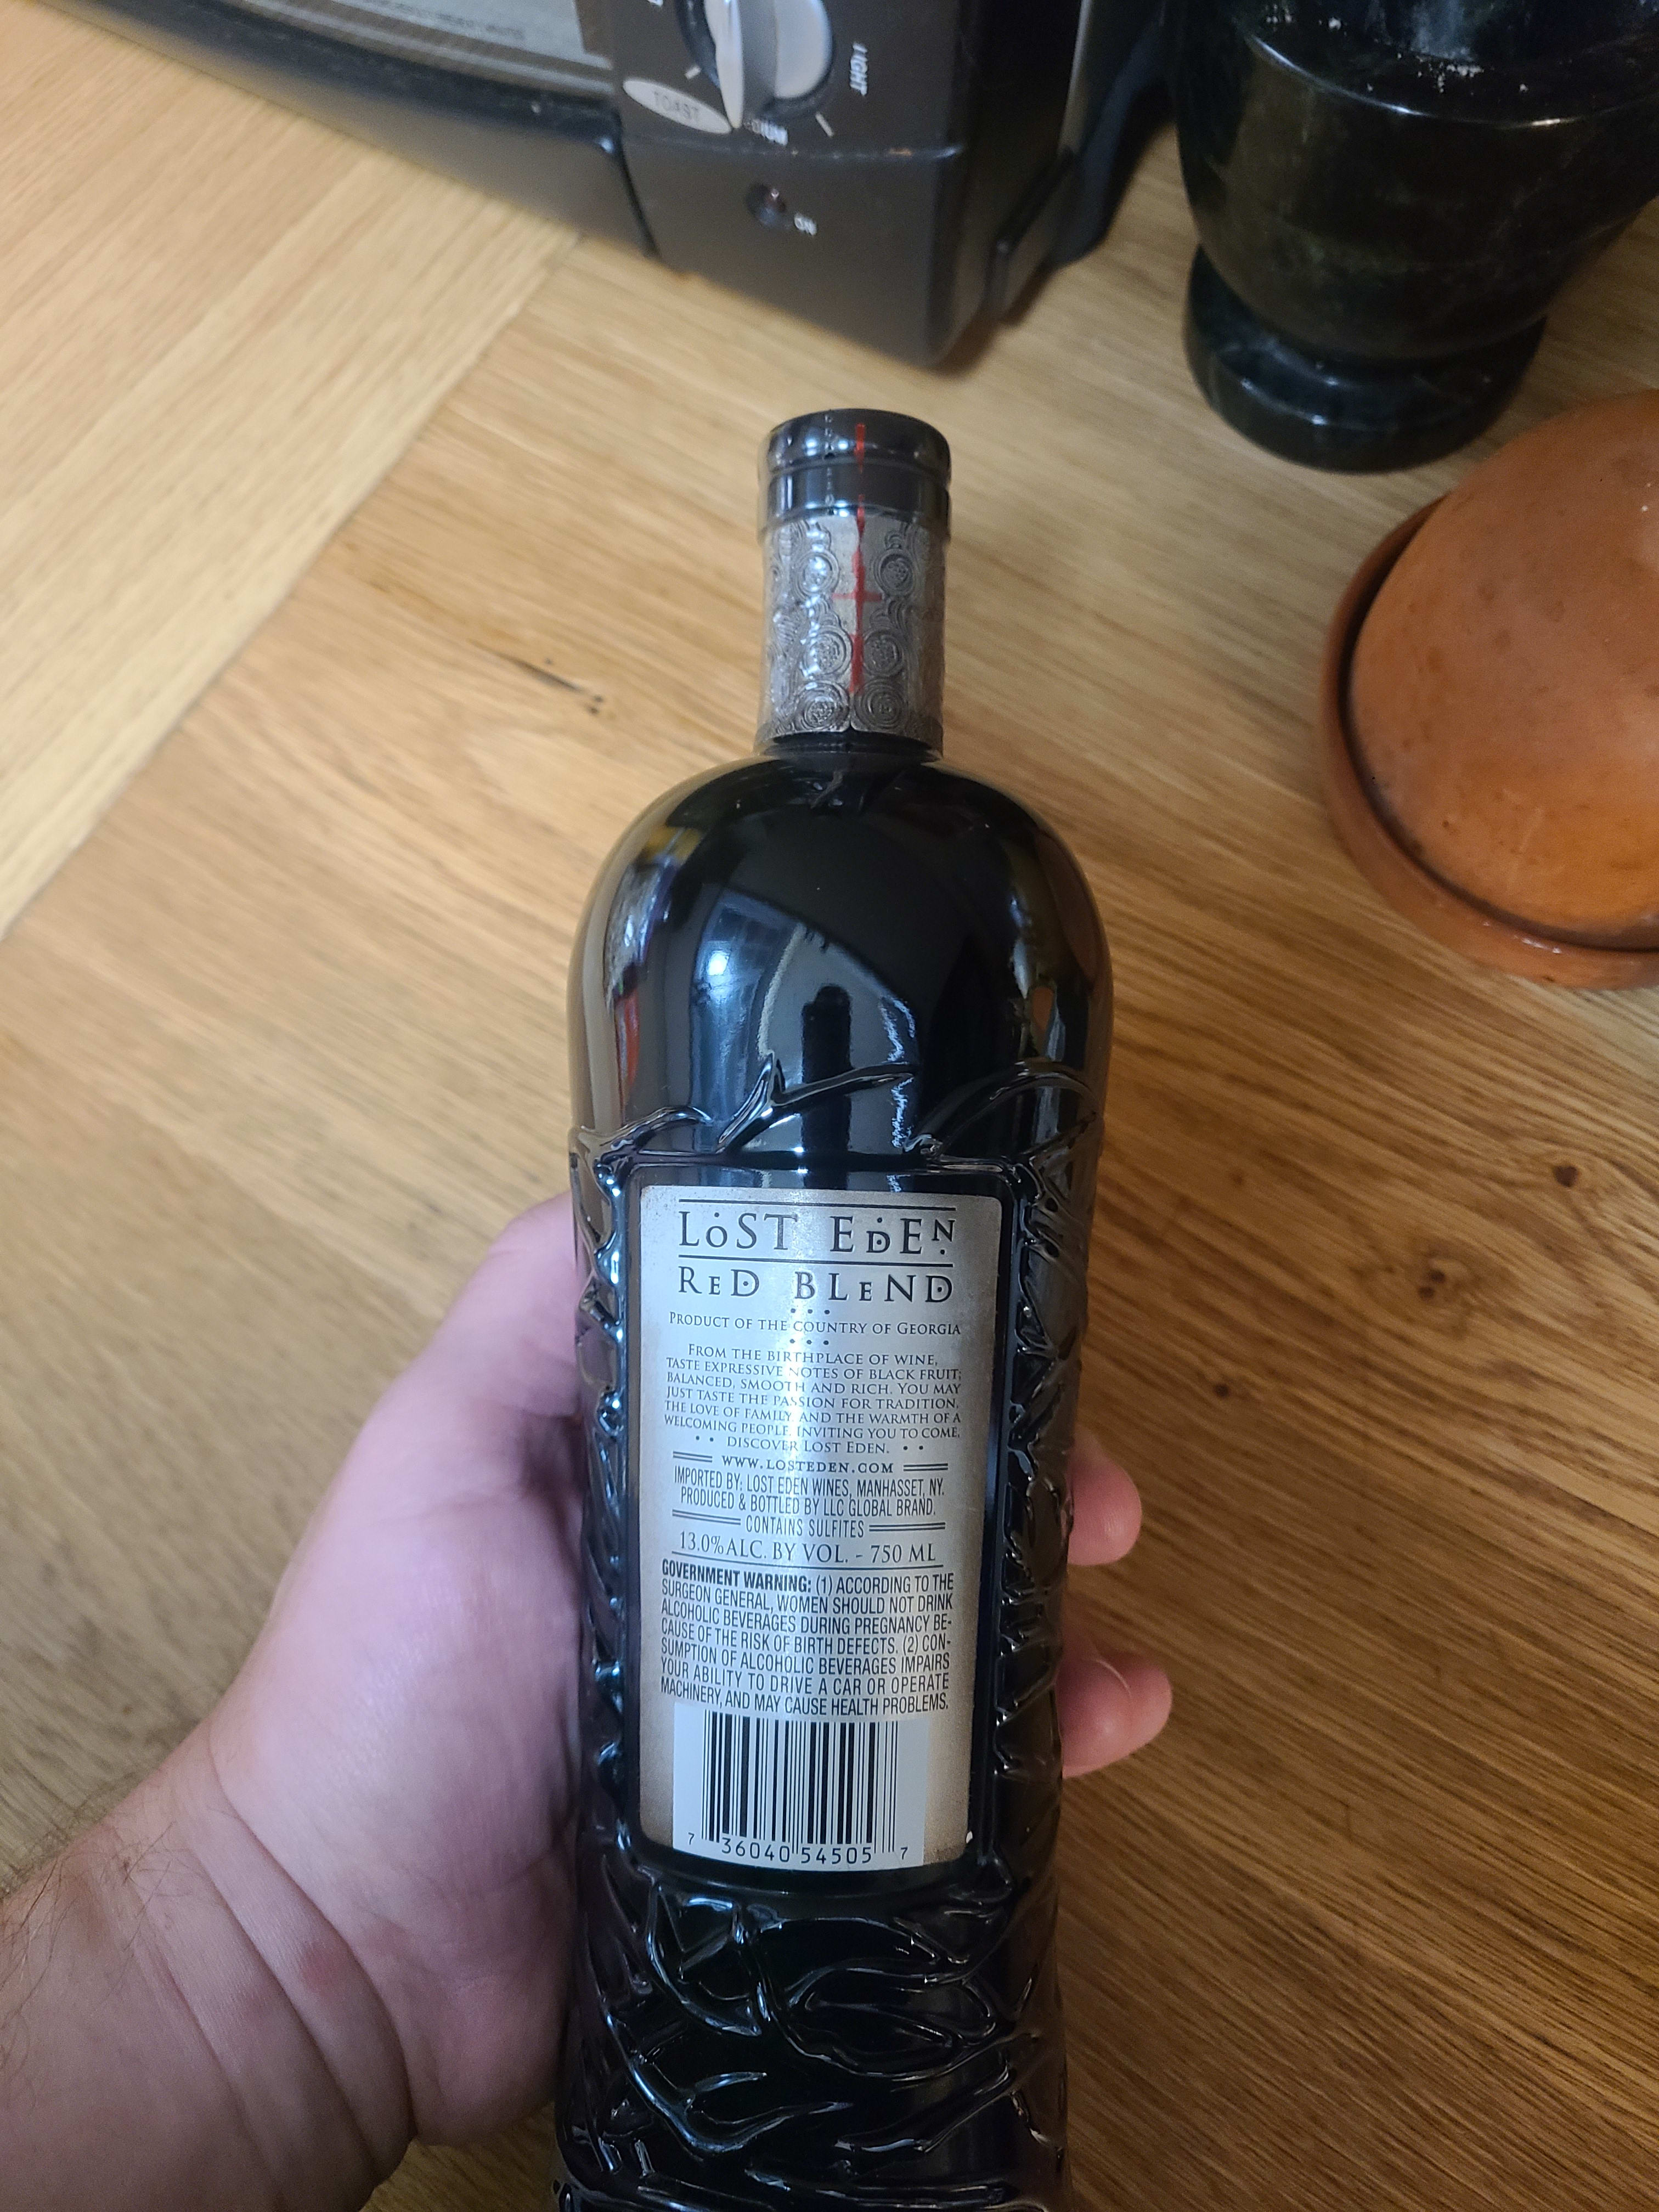 LIGHT
TOAST
ON
LOST EDEN
RED BLEND
PRODUCT OF THE COUNTRY OF GEORGIA
FROM THE BIRTHPLACE OF WINE,
TASTE EXPRESSIVE NOTES OF BLACK FRUIT;
BALANCED, SMOOTH AND RICH. YOU MAY
JUST TASTE THE PASSION FOR TRADITION,
THE LOVE OF FAMILY AND THE WARMTH OF A
WELCOMING PEOPLE, INVITING YOU TO COME,
•• DISCOVER LOST EDEN. ••
WWW.LOSTEDEN.COM
IMPORTED BY: LOST EDEN WINES, MANHASSET, NY.
PRODUCED & BOTTLED BY LLC GLOBAL BRAND.
CONTAINS SULFITES
13.0% ALC. BY VOL. - 750 ML
GOVERNMENT WARNING: (1) ACCORDING TO THE
SURGEON GENERAL, WOMEN SHOULD NOT DRINK
ALCOHOLIC BEVERAGES DURING PREGNANCY BE-
CAUSE OF THE RISK OF BIRTH DEFECTS. (2) CON-
SUMPTION OF ALCOHOLIC BEVERAGES IMPAIRS
YOUR ABILITY TO DRIVE A CAR OR OPERATE
MACHINERY, AND MAY CAUSE HEALTH PROBLEMS.
7 36040 54505 7